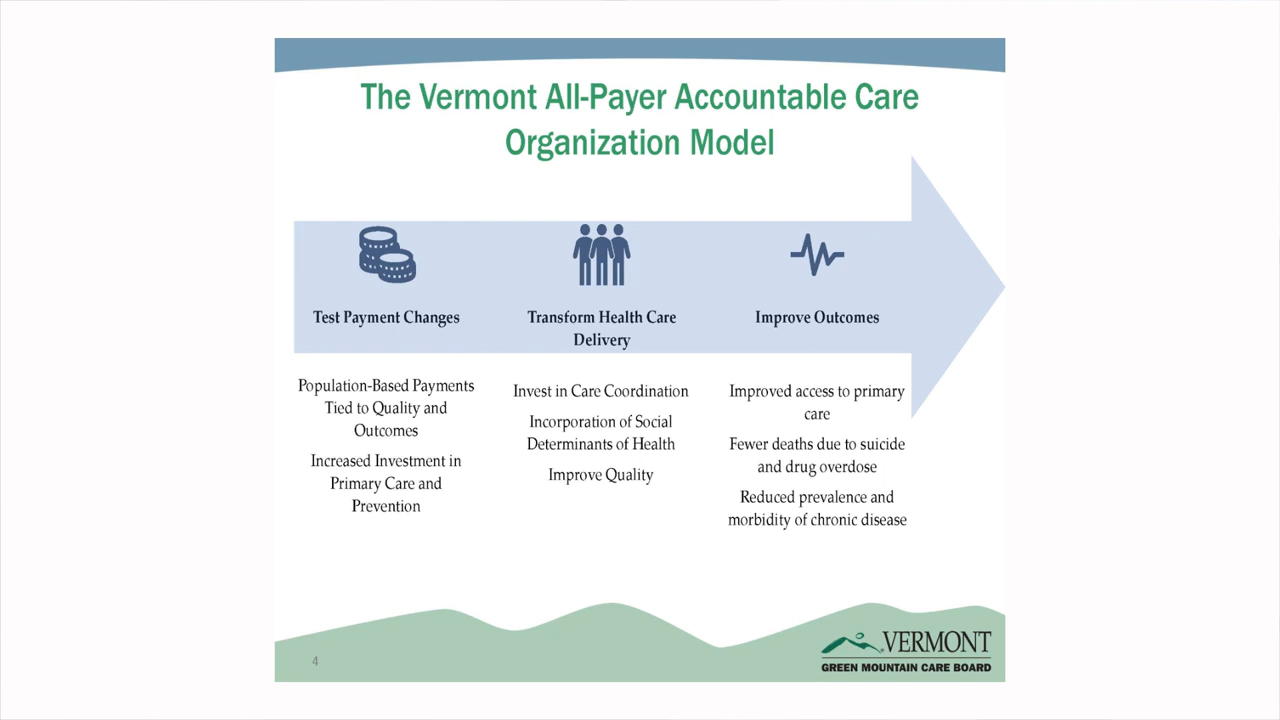 The Vermont All-Payer Accountable Care
Organization Model
Test Payment Changes
Population-Based Payments
Tied to Quality and
Outcomes
Increased Investment in
Primary Care and
Prevention
Transform Health Care
Delivery
Invest in Care Coordination
Incorporation of Social
Determinants of Health
Improve Quality
Improve Outcomes
Improved access to primary
care
Fewer deaths due to suicide
and drug overdose
Reduced prevalence and
morbidity of chronic disease
4
VERMONT
GREEN MOUNTAIN CARE BOARD